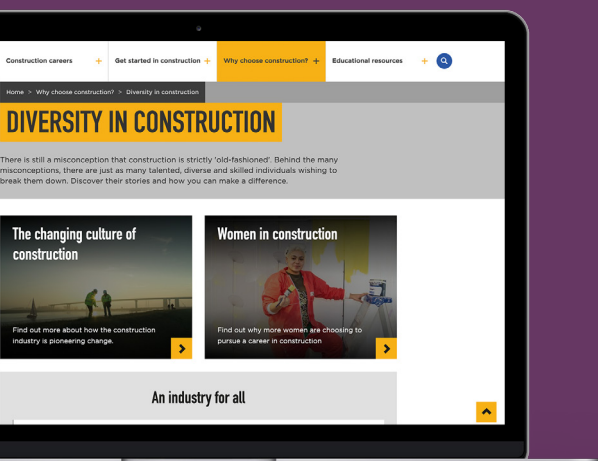 Construction careers +
Get started in construction +
Why choose construction? +
Educational resources +
Home > Why choose construction? > Diversity in construction
DIVERSITY IN CONSTRUCTION
There is still a misconception that construction is strictly 'old-fashioned'. Behind the many
misconceptions, there are just as many talented, diverse and skilled individuals wishing to
break them down. Discover their stories and how you can make a difference.
The changing culture of
construction
Find out more about how the construction
industry is pioneering change.
Women in construction
Find out why more women are choosing to
pursue a career in construction
An industry for all